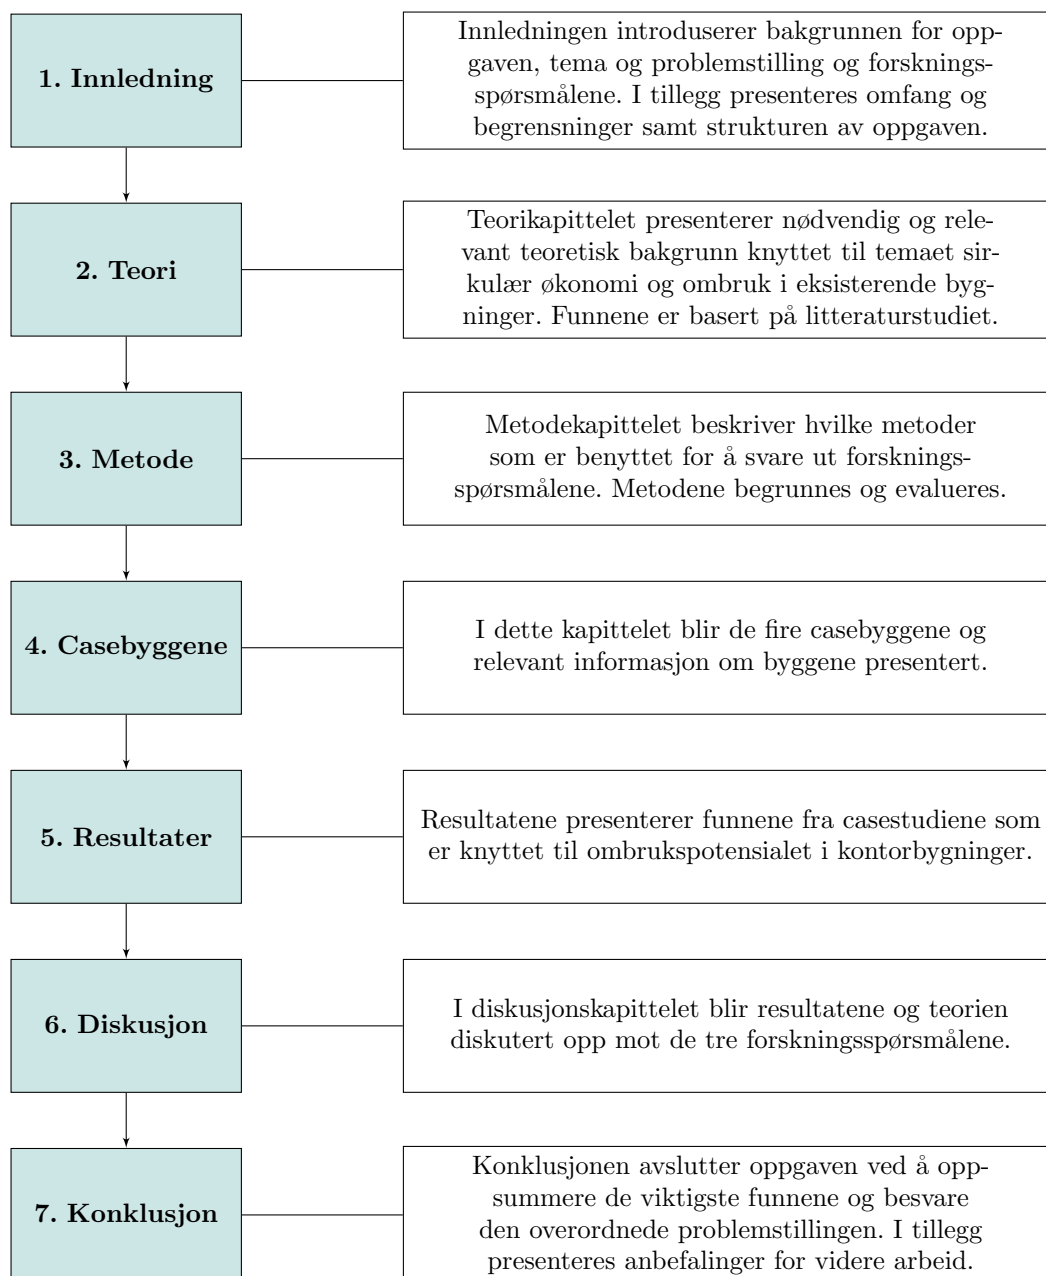 1. Innledning
Innledningen introduserer bakgrunnen for opp-
gaven, tema og problemstilling og forsknings-
spørsmålene. I tillegg presenteres omfang og
begrensninger samt strukturen av oppgaven.
2. Teori
Teorikapittelet presenterer nødvendig og rele-
vant teoretisk bakgrunn knyttet til temaet sir-
kulær økonomi og ombruk i eksisterende byg-
ninger. Funnene er basert på litteraturstudiet.
3. Metode
Metodekapittelet beskriver hvilke metoder
som er benyttet for å svare ut forsknings-
spørsmålene. Metodene begrunnes og evalueres.
4. Casebyggene
I dette kapittelet blir de fire casebyggene og
relevant informasjon om byggene presentert.
5. Resultater
Resultatene presenterer funnene fra casestudiene som
er knyttet til ombrukspotensialet i kontorbygninger.
6. Diskusjon
I diskusjonskapittelet blir resultatene og teorien
diskutert opp mot de tre forskningsspørsmålene.
7. Konklusjon
Konklusjonen avslutter oppgaven ved å opp-
summere de viktigste funnene og besvare
den overordnede problemstillingen. I tillegg
presenteres anbefalinger for videre arbeid.